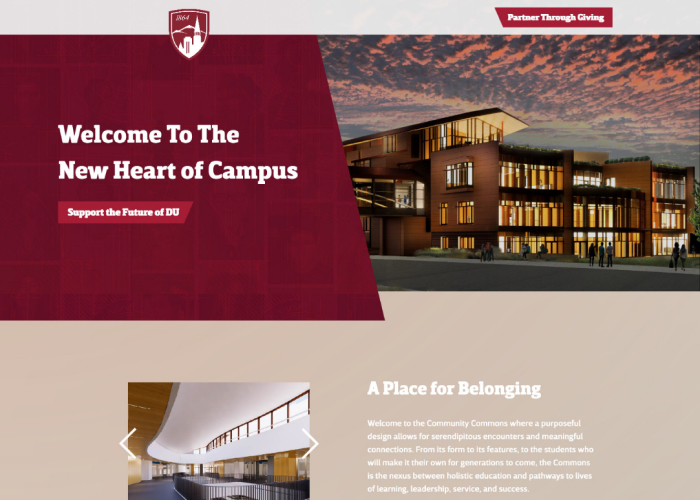 1864
Partner Through Giving
Welcome To The
New Heart of Campus
Support the Future of DU
A Place for Belonging
Welcome to the Community Commons where a purposeful
design allows for serendipitous encounters and meaningful
connections. From its form to its features, to the students who
will make it their own for generations to come, the Commons
is the nexus between holistic education and pathways to lives
of learning, leadership, service, and success.